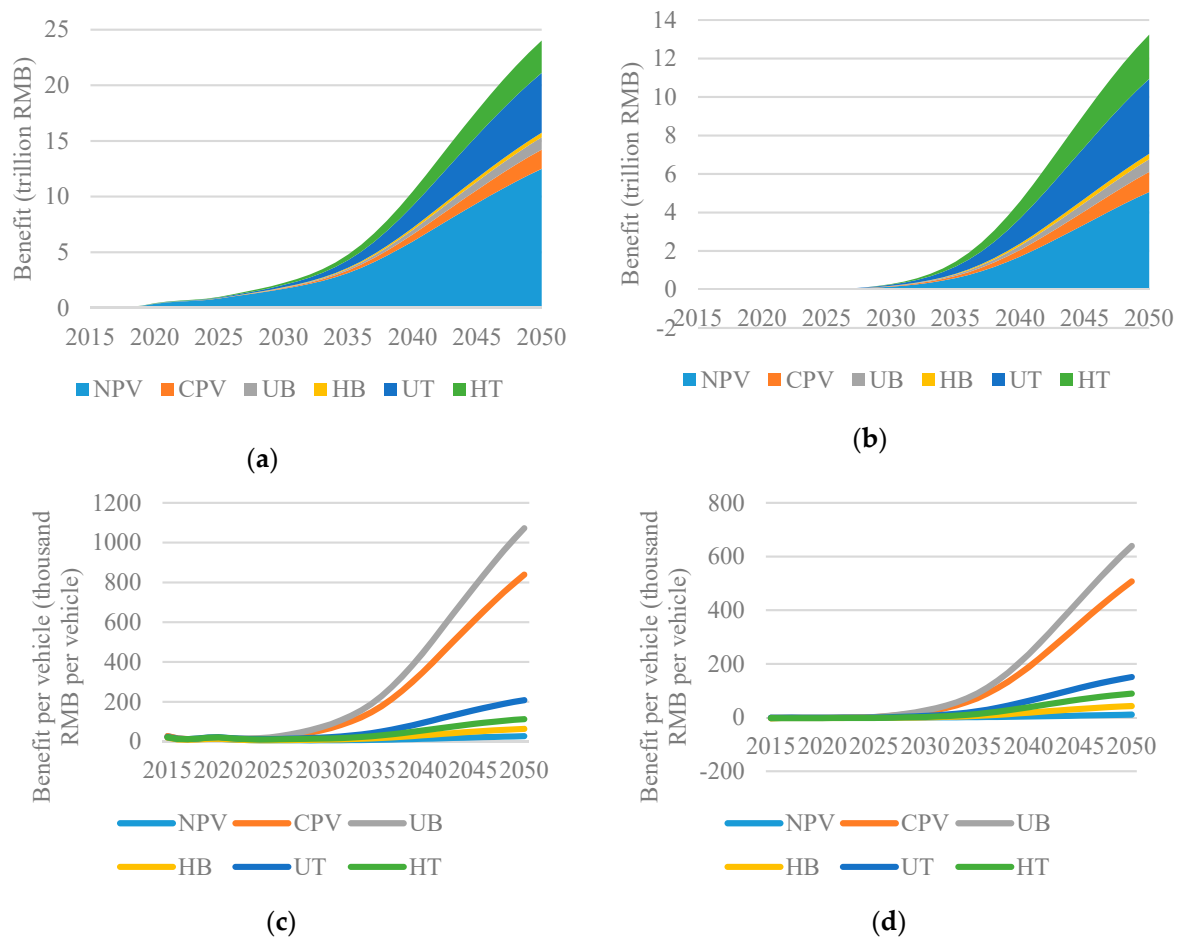 Benefit (trillion RMB)
25
20
15
10
5
0
2015 2020 2025 2030 2035 2040 2045 2050
NPV CPV UB HB UT HT
(a)
Benefit (trillion RMB)
14
12
10
8
6
4
2
0
-2
2015 2020 2025 2030 2035 2040 2045 2050
NPV CPV UB HB UT HT
(b)
Benefit per vehicle (thousand
RMB per vehicle)
1200
1000
800
600
400
200
0
2015 2020 2025 2030 2035 2040 2045 2050
NPV CPV UB
HB UT HT
(c)
Benefit per vehicle (thousand
RMB per vehicle)
800
600
400
200
0
-200
2015 2020 2025 2030 2035 2040 2045 2050
NPV CPV UB
HB UT HT
(d)